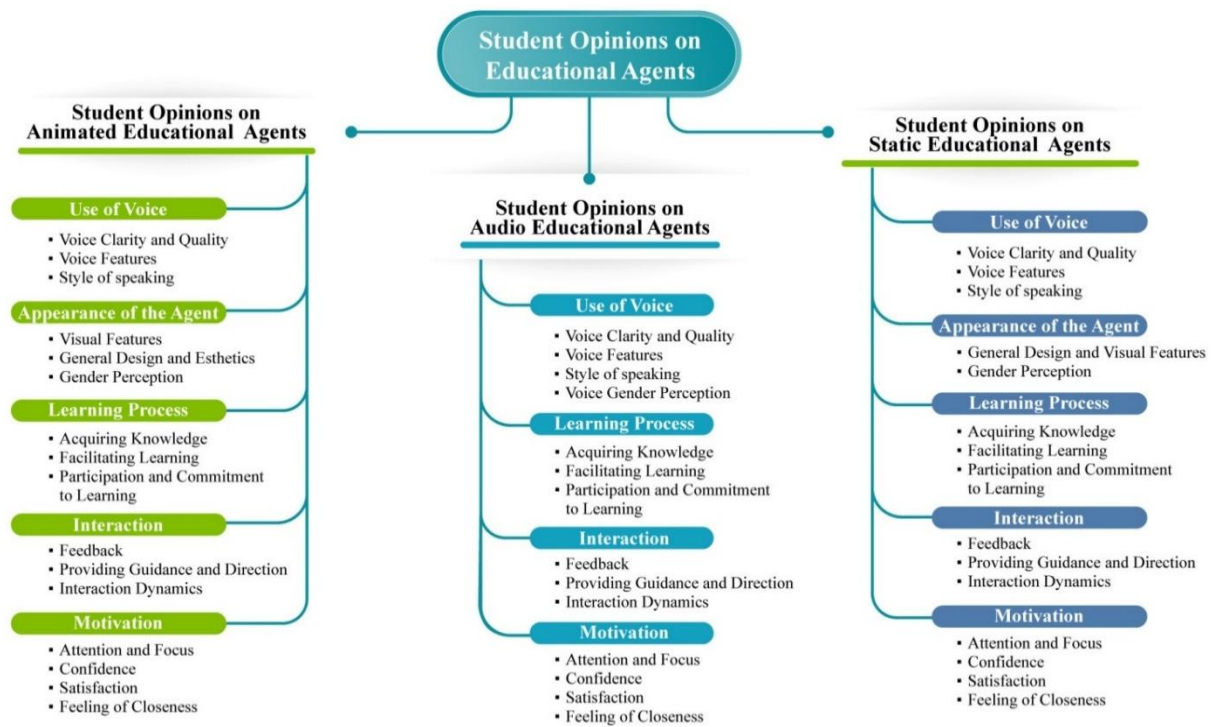 Student Opinions on
Educational Agents
Student Opinions on
Animated Educational Agents
Use of Voice
▪ Voice Clarity and Quality
▪ Voice Features
▪ Style of speaking
Appearance of the Agent
▪ Visual Features
▪ General Design and Esthetics
▪ Gender Perception
Learning Process
▪ Acquiring Knowledge
▪ Facilitating Learning
▪ Participation and Commitment
to Learning
Interaction
▪ Feedback
▪ Providing Guidance and Direction
▪ Interaction Dynamics
Motivation
▪ Attention and Focus
▪ Confidence
▪ Satisfaction
▪ Feeling of Closeness
Student Opinions on
Audio Educational Agents
Use of Voice
▪ Voice Clarity and Quality
▪ Voice Features
▪ Style of speaking
▪ Voice Gender Perception
Learning Process
▪ Acquiring Knowledge
▪ Facilitating Learning
▪ Participation and Commitment
to Learning
Interaction
▪ Feedback
▪ Providing Guidance and Direction
▪ Interaction Dynamics
Motivation
▪ Attention and Focus
▪ Confidence
▪ Satisfaction
▪ Feeling of Closeness
Student Opinions on
Static Educational Agents
Use of Voice
▪ Voice Clarity and Quality
▪ Voice Features
▪ Style of speaking
Appearance of the Agent
▪ General Design and Visual Features
▪ Gender Perception
Learning Process
▪ Acquiring Knowledge
▪ Facilitating Learning
▪ Participation and Commitment
to Learning
Interaction
▪ Feedback
▪ Providing Guidance and Direction
▪ Interaction Dynamics
Motivation
▪ Attention and Focus
▪ Confidence
▪ Satisfaction
▪ Feeling of Closeness